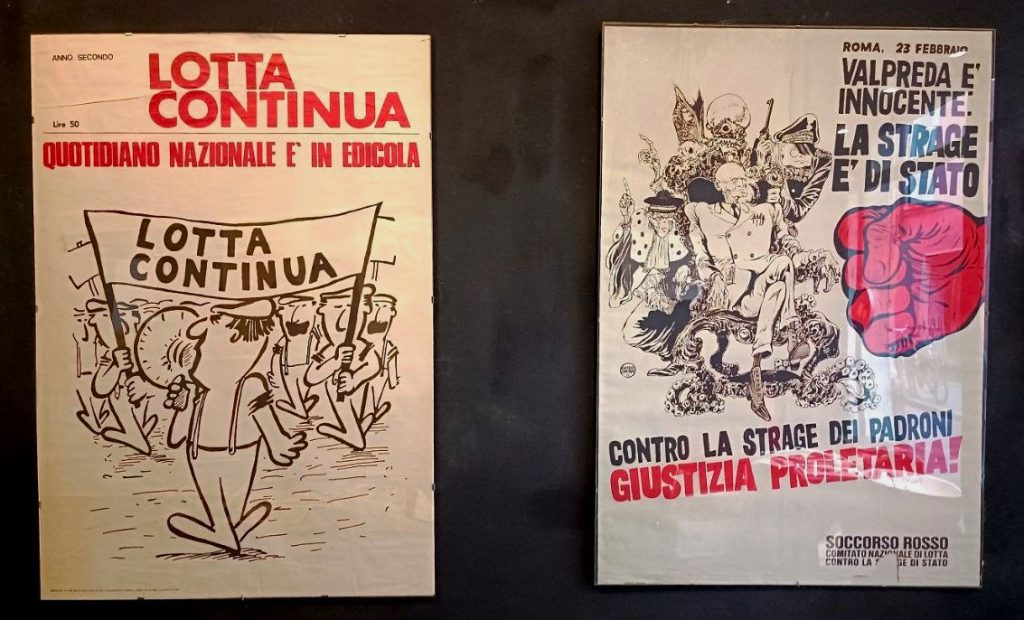 ANNO SECONDO
LOTTA
CONTINUA
Lire 50
QUOTIDIANO NAZIONALE E' IN EDICOLA
LOTTA
CONTINUA
ROMA, 23 FEBBRAIO
VALPREDA E'
INNOCENTE:
LA STRAGE
E' DI STATO
CONTRO LA STRAGE DEI PADRONI
GIUSTIZIA PROLETARIA!
SOCCORSO ROSSO
COMITATO NAZIONALE DI LOTTA
CONTRO LA STRAGE DI STATO